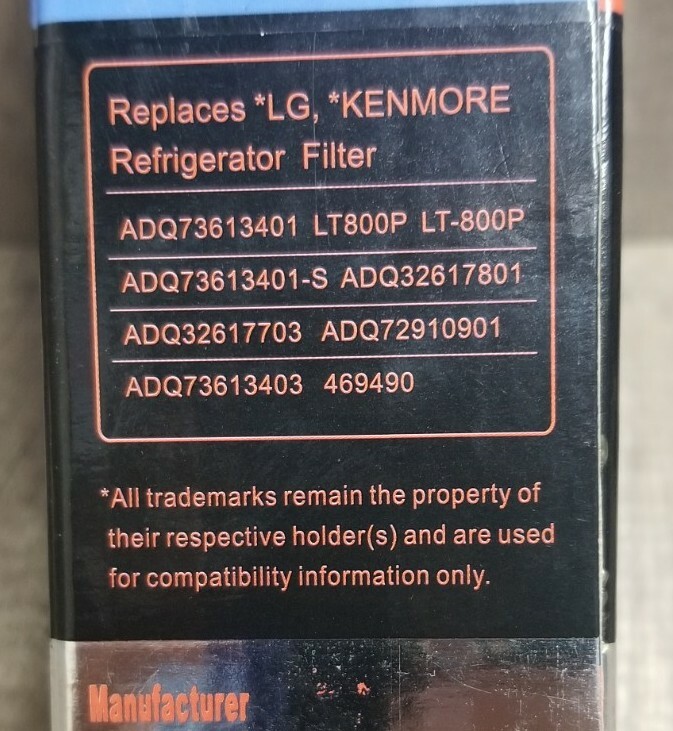 Replaces *LG, *KENMORE
Refrigerator Filter
ADQ73613401 LT800P LT-800P
ADQ73613401-S ADQ32617801
ADQ32617703 ADQ72910901
ADQ73613403 469490
*All trademarks remain the property of
their respective holder(s) and are used
for compatibility information only.
Manufacturer